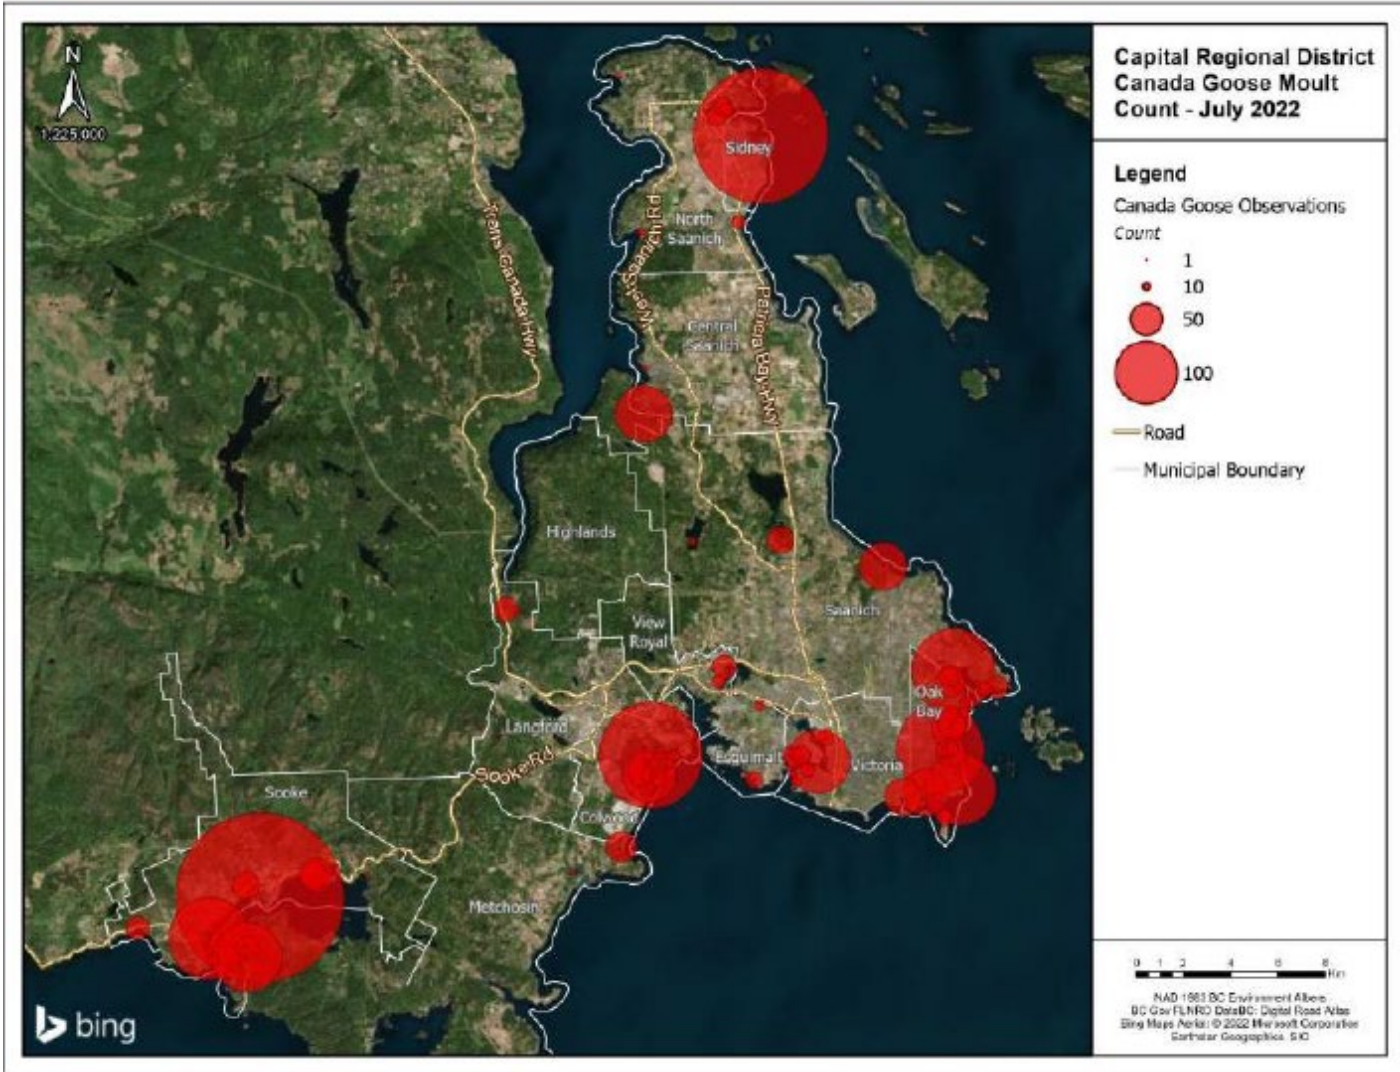 N
1:225,000
Capital Regional District
Canada Goose Moult
Count - July 2022
Legend
Canada Goose Observations
Count
1
10
50
100
Road
Municipal Boundary
Trans-Canada Hwy
Sidney
North
Saanich
West Saanich Rd
Central
Saanich
Patricia Bay Hwy
Highlands
View
Royal
Saanich
Oak
Bay
Langford
Sooke Rd
Esquimalt
Victoria
Sooke
Colwood
Metchosin
bing
0 1 2 4 6 8
Km
NAD 1983 BC Environment Albers
BC Gov FLNRO DataBC: Digital Road Atlas
Bing Maps Aerial: © 2022 Microsoft Corporation
Earthstar Geographics SIO